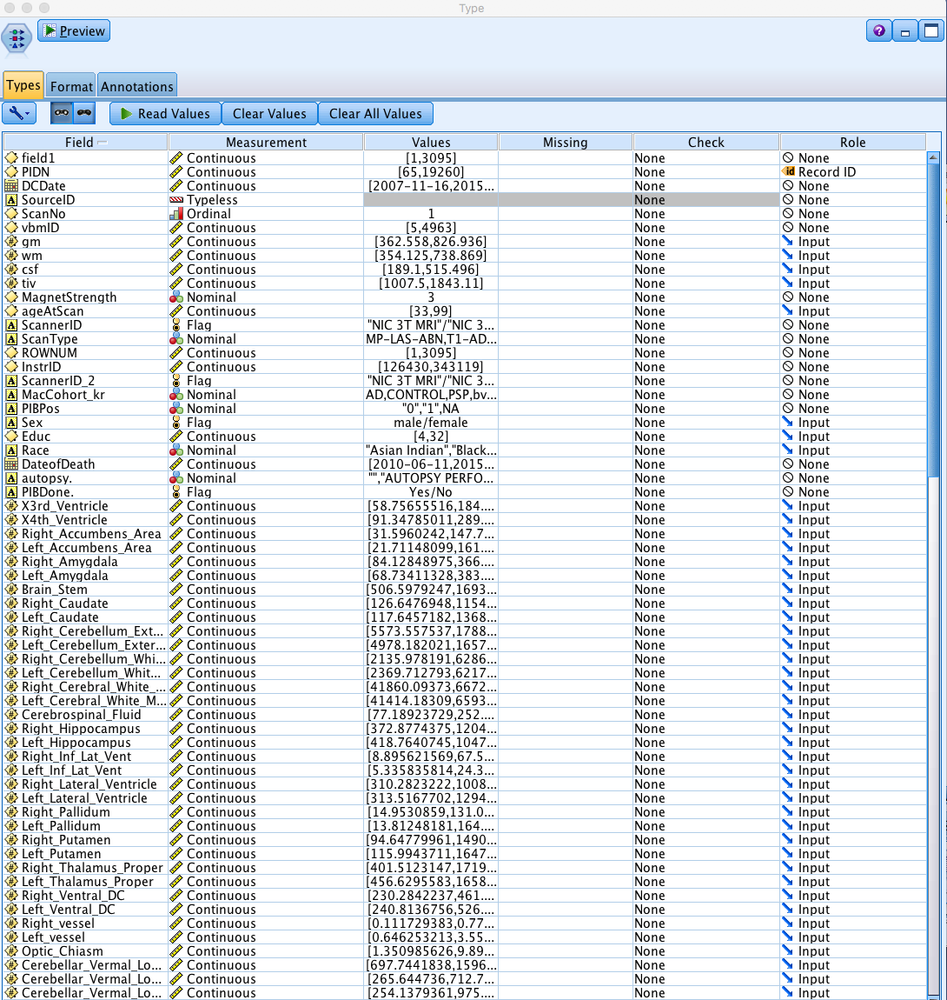 Type
Preview
Types Format Annotations
Read Values Clear Values Clear All Values
Field Measurement Values Missing Check Role
field1 Continuous [1,3095] None None
PIDN Continuous [65,19260] None Record ID
DCDate Continuous [2007-11-16,2015... None None
SourceID Typeless None None
ScanNo Ordinal 1 None None
vbmID Continuous [5,4963] None None
gm Continuous [362.558,826.936] None Input
wm Continuous [354.125,738.869] None Input
csf Continuous [189.1,515.496] None Input
tiv Continuous [1007.5,1843.11] None Input
MagnetStrength Nominal 3 None None
ageAtScan Continuous [33,99] None Input
ScannerID Flag "NIC 3T MRI"/"NIC 3... None None
ScanType Nominal MP-LAS-ABN,T1-AD... None None
ROWNUM Continuous [1,3095] None None
InstrID Continuous [126430,343119] None None
ScannerID_2 Flag "NIC 3T MRI"/"NIC 3... None None
MacCohort_kr Nominal AD,CONTROL,PSP,bv... None None
PIBPos Nominal "0","1",NA None None
Sex Flag male/female None Input
Educ Continuous [4,32] None Input
Race Nominal "Asian Indian","Black... None Input
DateofDeath Continuous [2010-06-11,2015... None None
autopsy. Nominal "","AUTOPSY PERFO... None None
PIBDone. Flag Yes/No None None
X3rd_Ventricle Continuous [58.75655516,184.... None Input
X4th_Ventricle Continuous [91.34785011,289.... None Input
Right_Accumbens_Area Continuous [31.5960242,147.7... None Input
Left_Accumbens_Area Continuous [21.71148099,161.... None Input
Right_Amygdala Continuous [84.12848975,366.... None Input
Left_Amygdala Continuous [68.73411328,383.... None Input
Brain_Stem Continuous [506.5979247,1693... None Input
Right_Caudate Continuous [126.6476948,1154... None Input
Left_Caudate Continuous [117.6457182,1368... None Input
Right_Cerebellum_Ext... Continuous [5573.557537,1788... None Input
Left_Cerebellum_Exter... Continuous [4978.182021,1657... None Input
Right_Cerebellum_Whi... Continuous [2135.978191,6286... None Input
Left_Cerebellum_Whit... Continuous [2369.712793,6217... None Input
Right_Cerebral_White_... Continuous [41860.09373,6672... None Input
Left_Cerebral_White_M... Continuous [41414.18309,6593... None Input
Cerebrospinal_Fluid Continuous [77.18923729,252.... None Input
Right_Hippocampus Continuous [372.8774375,1204... None Input
Left_Hippocampus Continuous [418.7640745,1047... None Input
Right_Inf_Lat_Vent Continuous [8.895621569,67.5... None Input
Left_Inf_Lat_Vent Continuous [5.335835814,24.3... None Input
Right_Lateral_Ventricle Continuous [310.2823222,1008... None Input
Left_Lateral_Ventricle Continuous [313.5167702,1294... None Input
Right_Pallidum Continuous [14.9530859,131.0... None Input
Left_Pallidum Continuous [13.81248181,164.... None Input
Right_Putamen Continuous [94.64779961,1490... None Input
Left_Putamen Continuous [115.9943711,1647... None Input
Right_Thalamus_Proper Continuous [401.5123147,1719... None Input
Left_Thalamus_Proper Continuous [456.6295583,1658... None Input
Right_Ventral_DC Continuous [230.2842237,461.... None Input
Left_Ventral_DC Continuous [240.8136756,526.... None Input
Right_vessel Continuous [0.111729383,0.77... None Input
Left_vessel Continuous [0.646253213,3.55... None Input
Optic_Chiasm Continuous [1.350985626,9.89... None Input
Cerebellar_Vermal_Lo... Continuous [697.7441838,1596... None Input
Cerebellar_Vermal_Lo... Continuous [265.644736,712.7... None Input
Cerebellar_Vermal_Lo... Continuous [254.1379361,975.... None Input